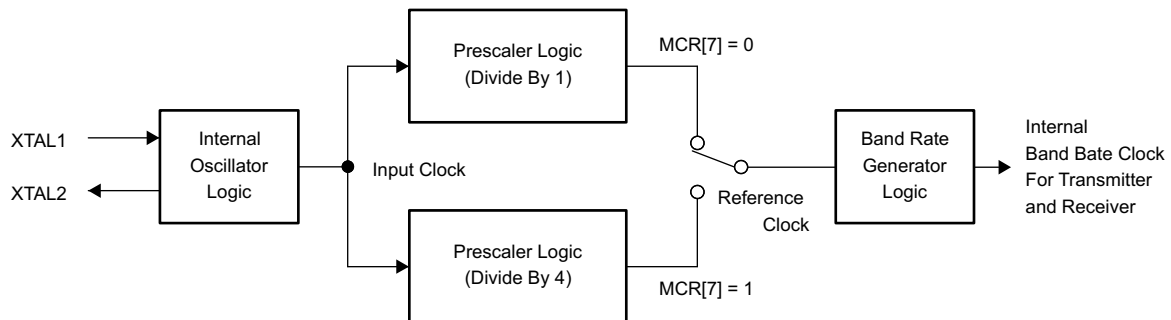 Prescaler Logic
(Divide By 1)
MCR[7] = 0
XTAL1
XTAL2
Internal
Oscillator
Logic
Input Clock
Band Rate
Generator
Logic
Internal
Band Bate Clock
For Transmitter
and Receiver
Reference
Clock
Prescaler Logic
(Divide By 4)
MCR[7] = 1